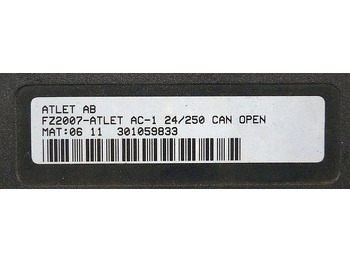 ATLET AB
FZ2007-ATLET AC-1 24/250 CAN OPEN
MAT:06 11 301059833